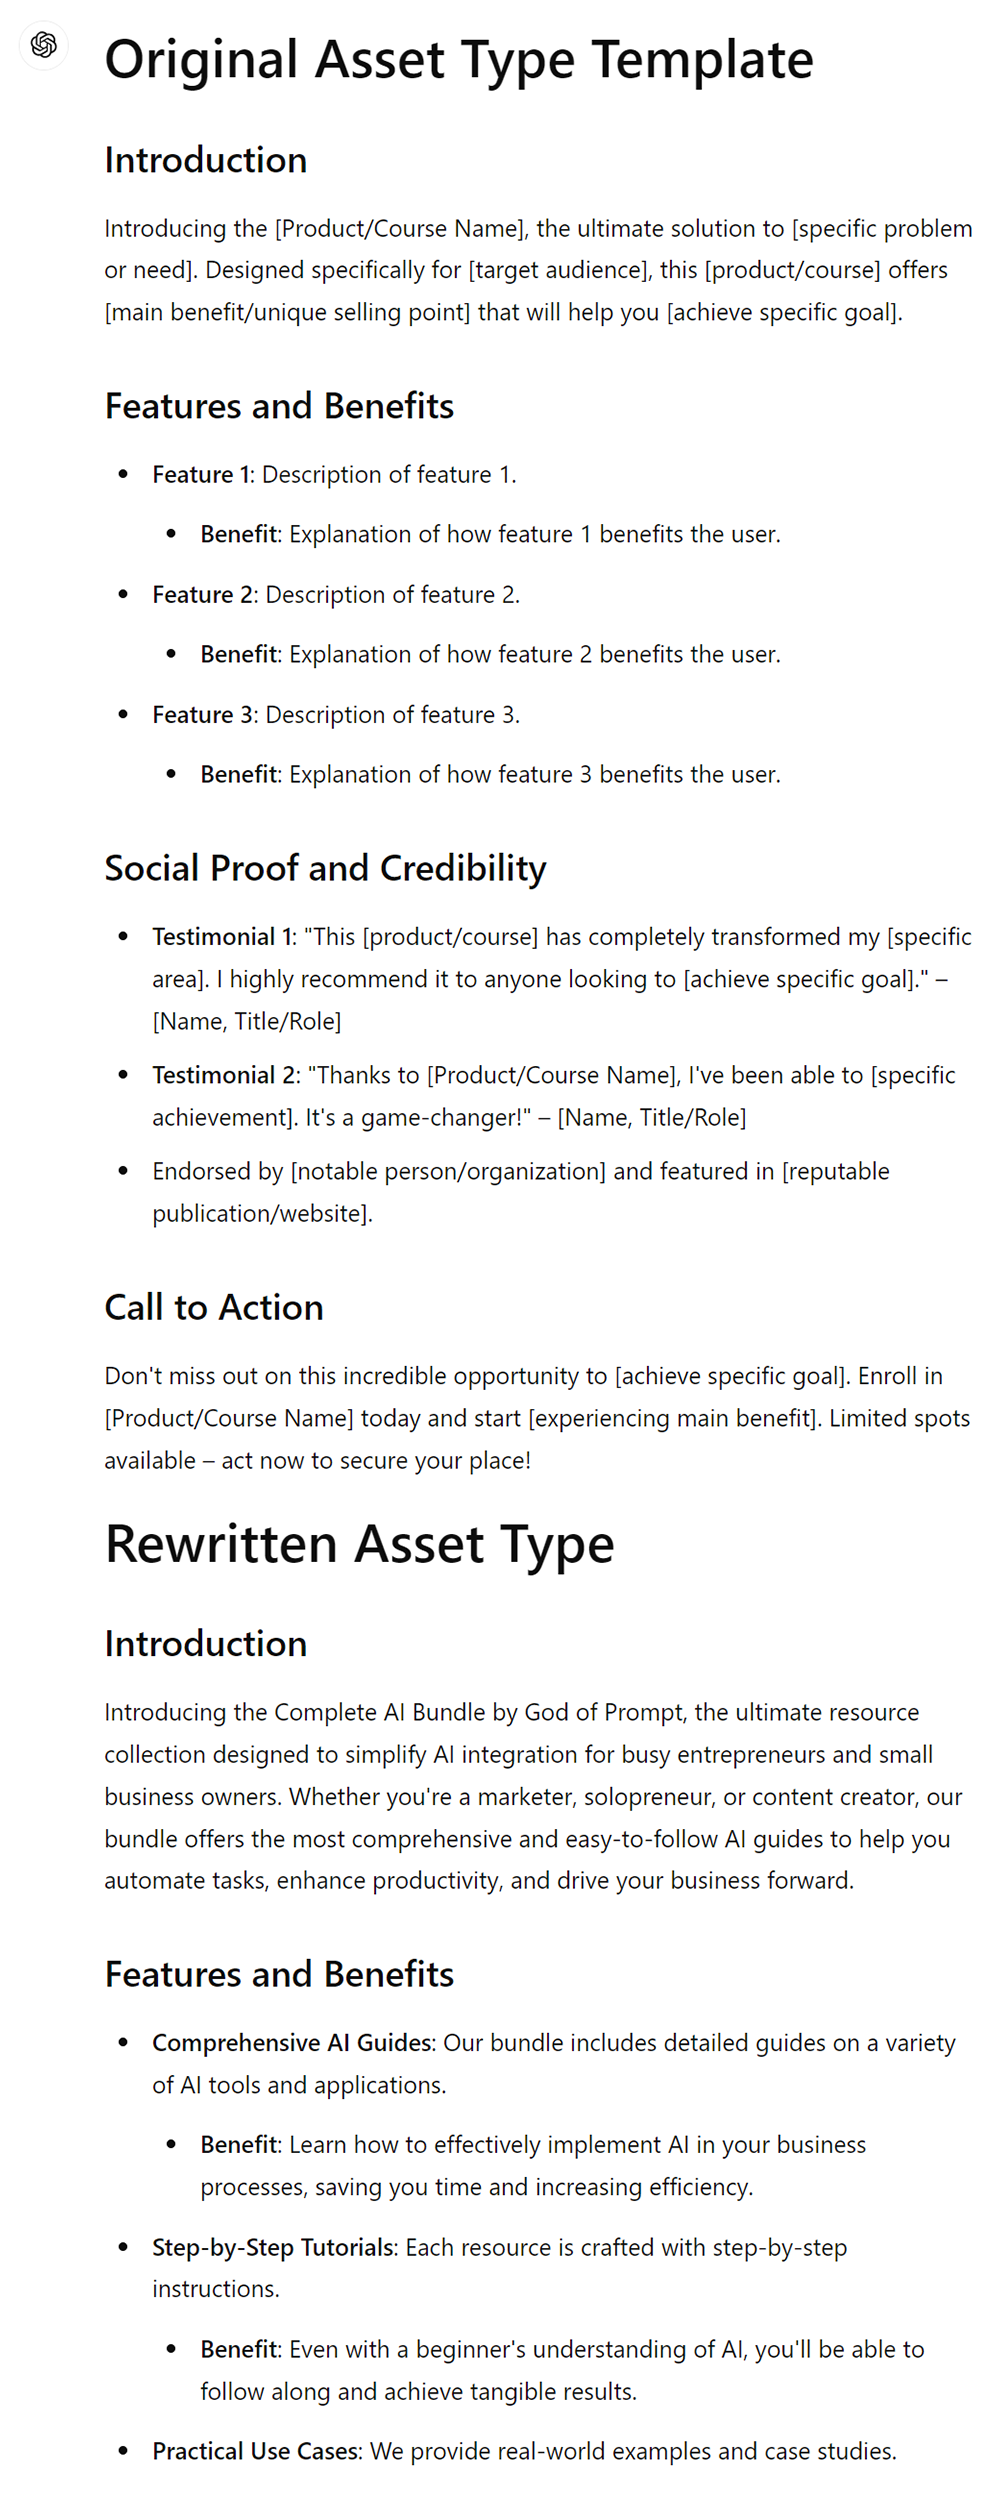 Original Asset Type Template
Introduction
Introducing the [Product/Course Name], the ultimate solution to [specific problem
or need]. Designed specifically for [target audience], this [product/course] offers
[main benefit/unique selling point] that will help you [achieve specific goal].
Features and Benefits
• Feature 1: Description of feature 1.
• Benefit: Explanation of how feature 1 benefits the user.
• Feature 2: Description of feature 2.
• Benefit: Explanation of how feature 2 benefits the user.
• Feature 3: Description of feature 3.
• Benefit: Explanation of how feature 3 benefits the user.
Social Proof and Credibility
• Testimonial 1: "This [product/course] has completely transformed my [specific
area]. I highly recommend it to anyone looking to [achieve specific goal]." –
[Name, Title/Role]
• Testimonial 2: "Thanks to [Product/Course Name], I've been able to [specific
achievement]. It's a game-changer!" – [Name, Title/Role]
• Endorsed by [notable person/organization] and featured in [reputable
publication/website].
Call to Action
Don't miss out on this incredible opportunity to [achieve specific goal]. Enroll in
[Product/Course Name] today and start [experiencing main benefit]. Limited spots
available – act now to secure your place!
Rewritten Asset Type
Introduction
Introducing the Complete AI Bundle by God of Prompt, the ultimate resource
collection designed to simplify AI integration for busy entrepreneurs and small
business owners. Whether you're a marketer, solopreneur, or content creator, our
bundle offers the most comprehensive and easy-to-follow AI guides to help you
automate tasks, enhance productivity, and drive your business forward.
Features and Benefits
• Comprehensive AI Guides: Our bundle includes detailed guides on a variety
of AI tools and applications.
• Benefit: Learn how to effectively implement AI in your business
processes, saving you time and increasing efficiency.
• Step-by-Step Tutorials: Each resource is crafted with step-by-step
instructions.
• Benefit: Even with a beginner's understanding of AI, you'll be able to
follow along and achieve tangible results.
• Practical Use Cases: We provide real-world examples and case studies.